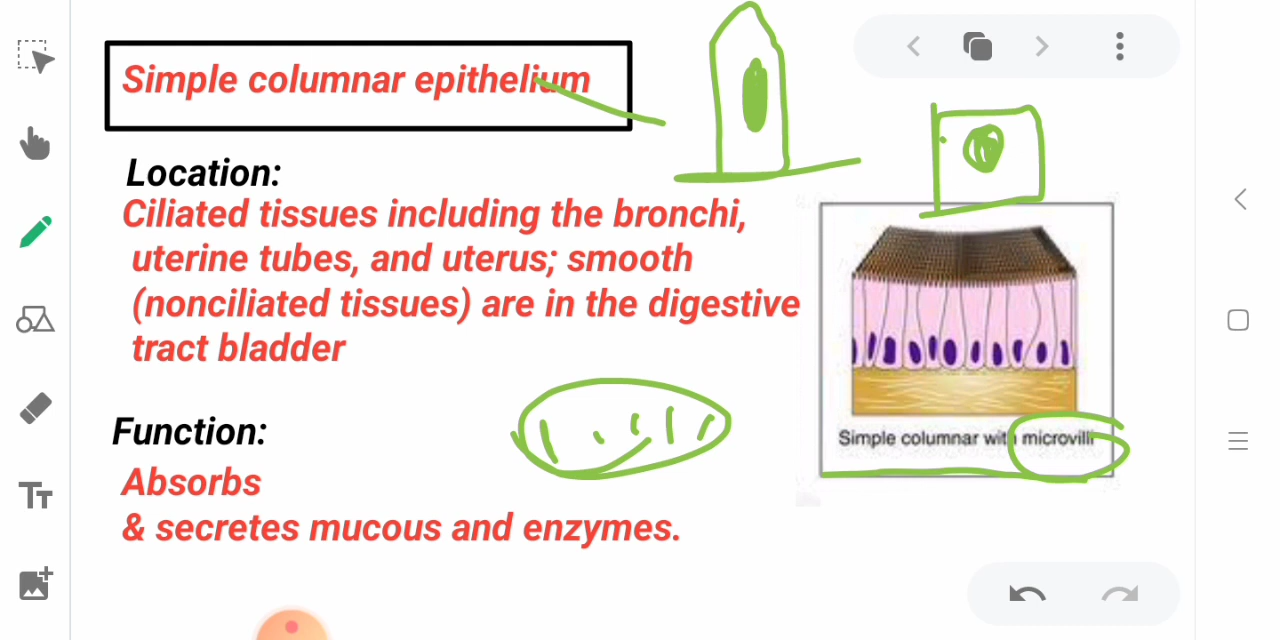 Simple columnar epithelium
Location:
Ciliated tissues including the bronchi,
uterine tubes, and uterus; smooth
(nonciliated tissues) are in the digestive
tract bladder
Function:
Absorbs
& secretes mucous and enzymes.
Simple columnar with microvilli
TT